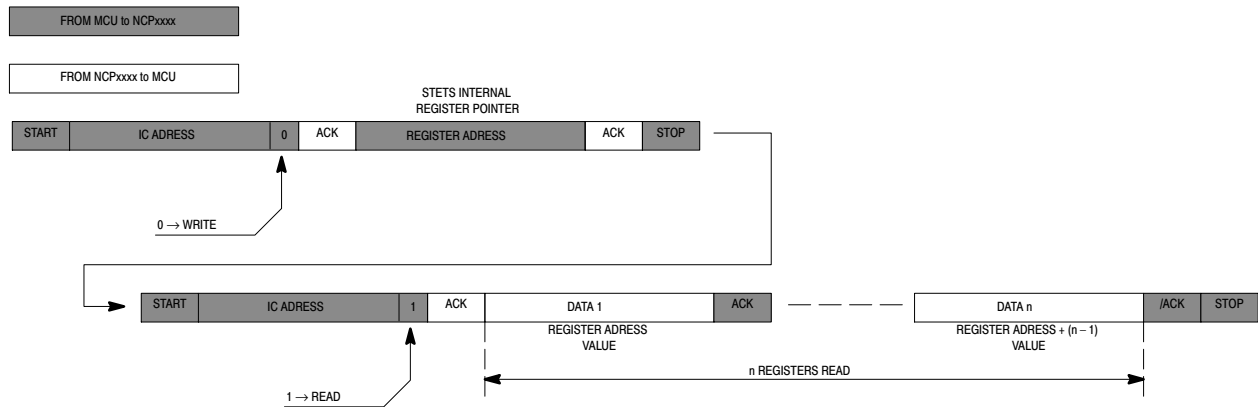 FROM MCU to NCPxxxx
FROM NCPxxxx to MCU
STETS INTERNAL
REGISTER POINTER
START IC ADRESS 0 ACK REGISTER ADRESS ACK STOP
0 → WRITE
START IC ADRESS 1 ACK DATA 1 ACK DATA n /ACK STOP
REGISTER ADRESS
VALUE
REGISTER ADRESS + (n – 1)
VALUE
n REGISTERS READ
1 → READ